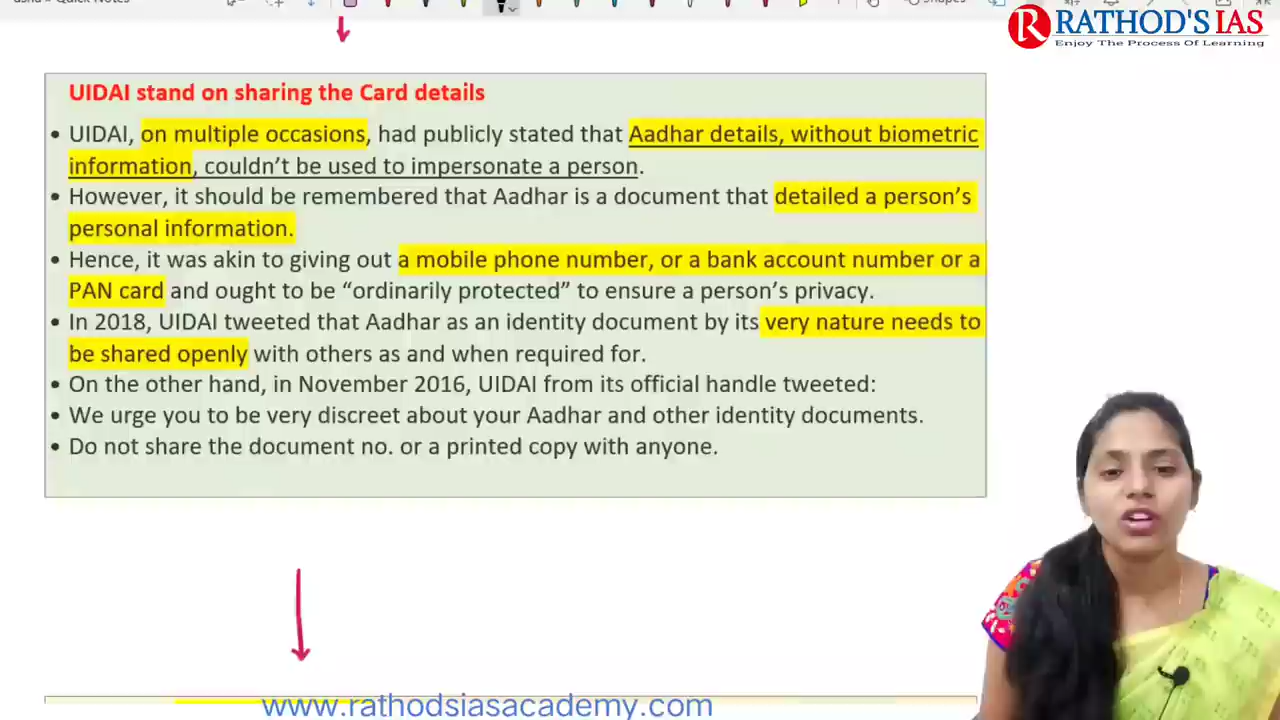 usha » Quick Notes
Shapes
RATHOD'S IAS
Enjoy The Process Of Learning
UIDAI stand on sharing the Card details
• UIDAI, on multiple occasions, had publicly stated that Aadhar details, without biometric
information, couldn’t be used to impersonate a person.
• However, it should be remembered that Aadhar is a document that detailed a person’s
personal information.
• Hence, it was akin to giving out a mobile phone number, or a bank account number or a
PAN card and ought to be “ordinarily protected” to ensure a person’s privacy.
• In 2018, UIDAI tweeted that Aadhar as an identity document by its very nature needs to
be shared openly with others as and when required for.
• On the other hand, in November 2016, UIDAI from its official handle tweeted:
• We urge you to be very discreet about your Aadhar and other identity documents.
• Do not share the document no. or a printed copy with anyone.
www.rathodsiasacademy.com